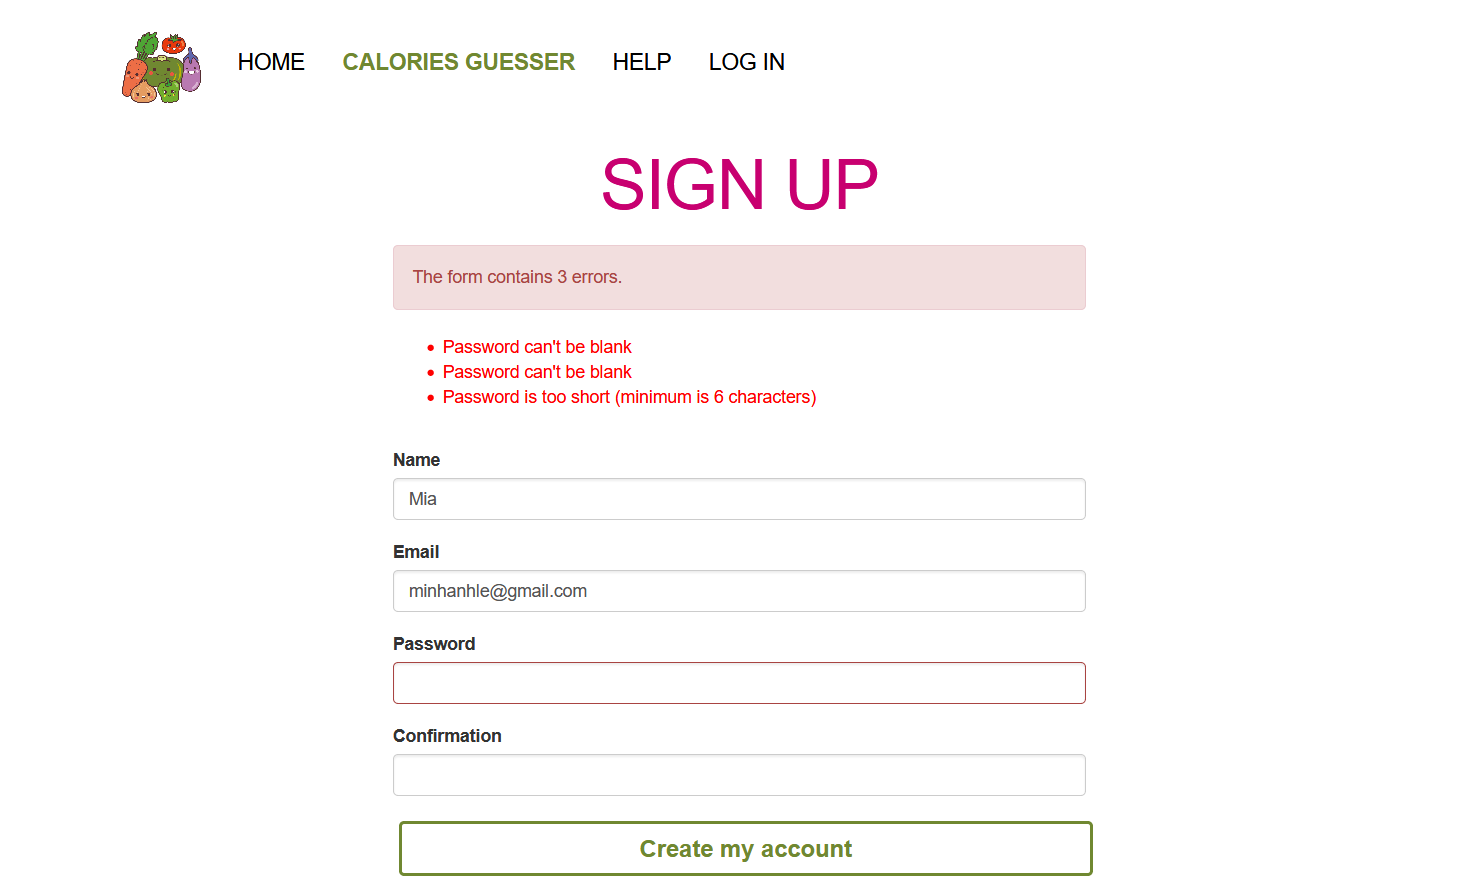 HOME CALORIES GUESSER HELP LOG IN
SIGN UP
The form contains 3 errors.
• Password can't be blank
• Password can't be blank
• Password is too short (minimum is 6 characters)
Name
Mia
Email
minhanhle@gmail.com
Password
Confirmation
Create my account